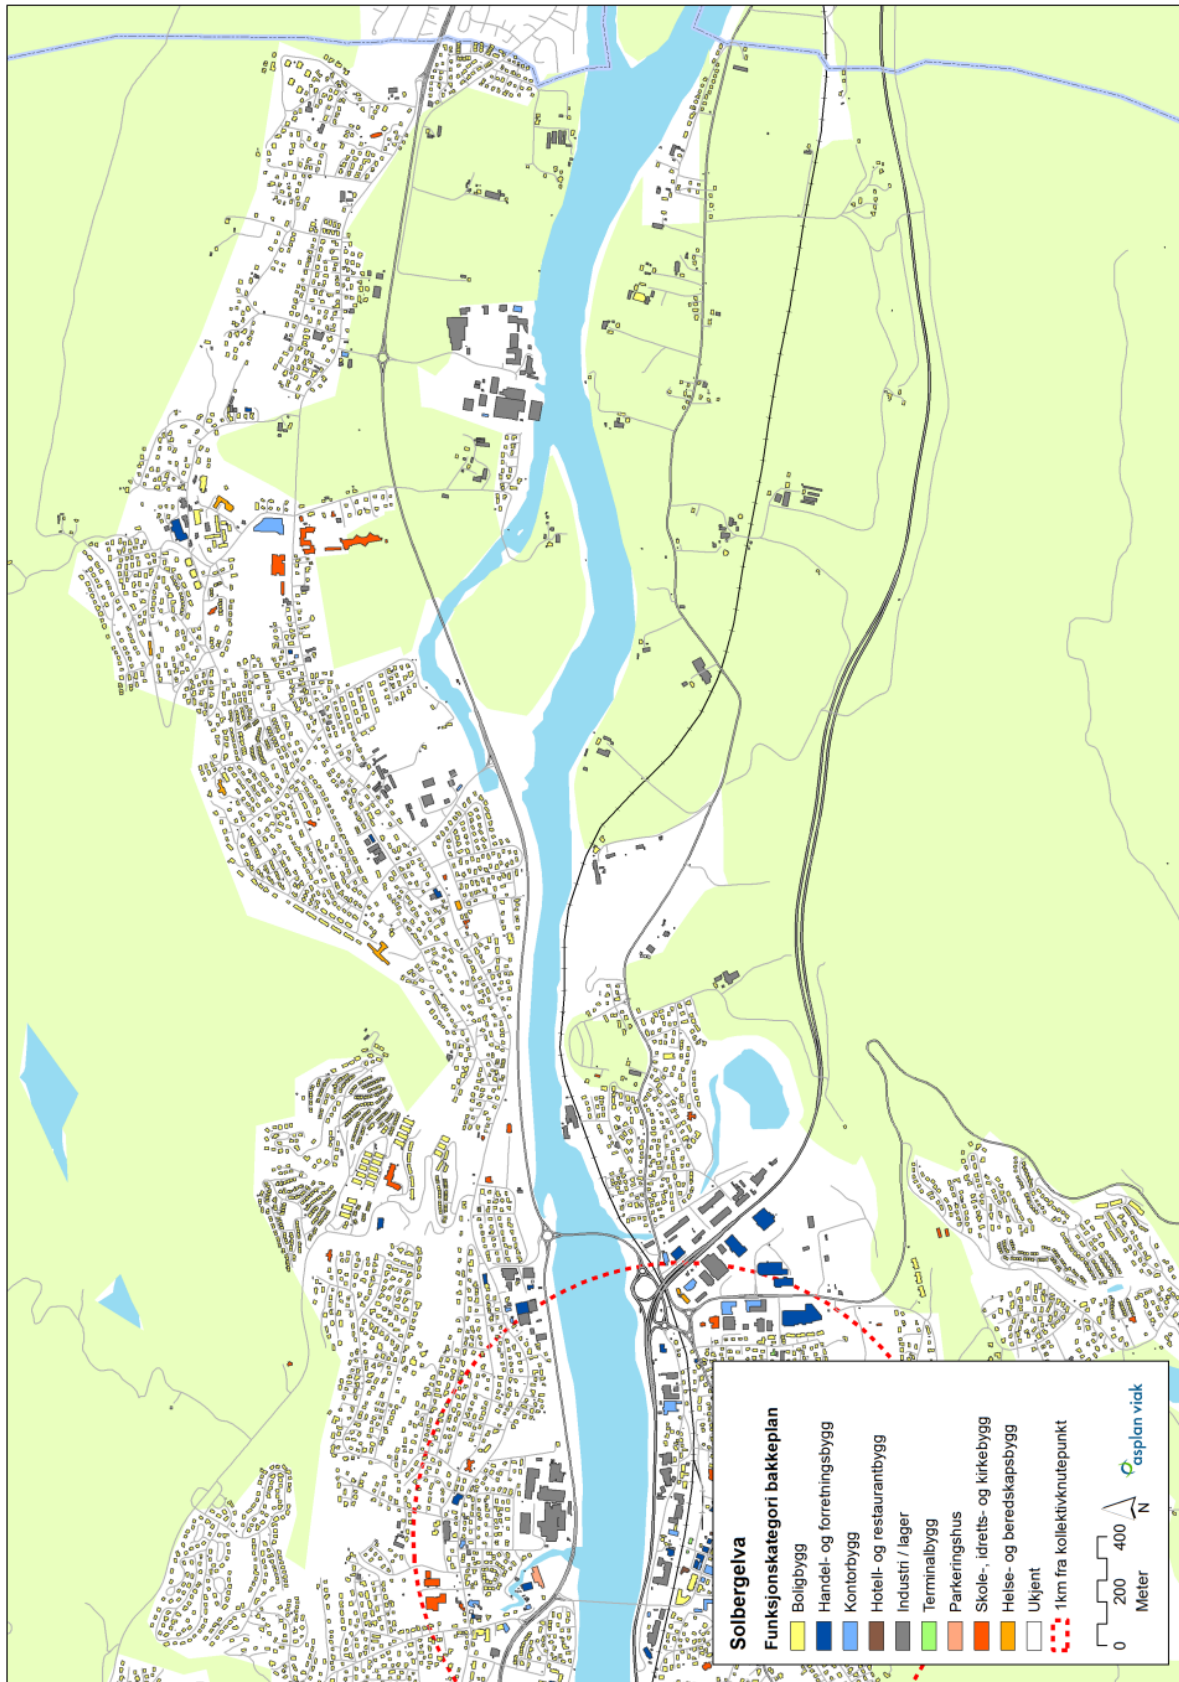 Solbergelva
Funksjonskategori bakkeplan
Boligbygg
Handel- og forretningsbygg
Kontorbygg
Hotell- og restaurantbygg
Industri / lager
Terminalbygg
Parkeringshus
Skole-, idretts- og kirkebygg
Helse- og beredskapsbygg
Ukjent
1km fra kollektivknutepunkt
0 200 400
Meter
N
asplan viak